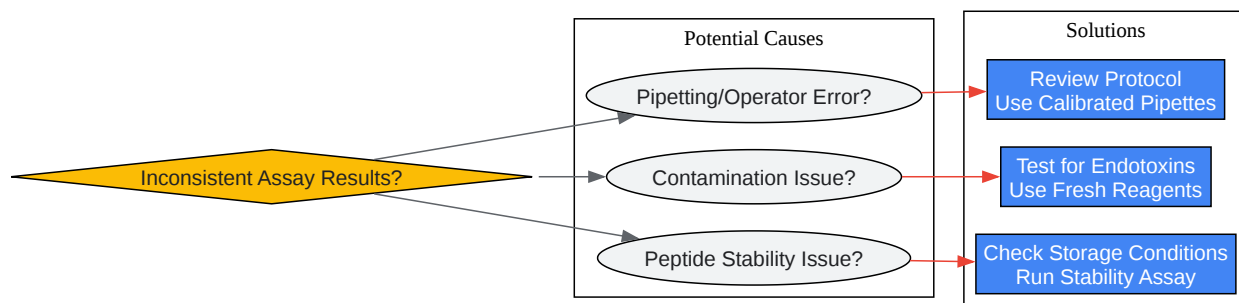 Potential Causes
Solutions
Inconsistent Assay Results?
Pipetting/Operator Error?
Review Protocol
Use Calibrated Pipettes
Contamination Issue?
Test for Endotoxins
Use Fresh Reagents
Peptide Stability Issue?
Check Storage Conditions
Run Stability Assay